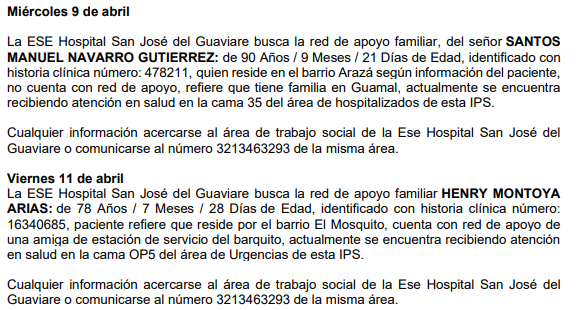 Miércoles 9 de abril
La ESE Hospital San José del Guaviare busca la red de apoyo familiar, del señor SANTOS
MANUEL NAVARRO GUTIERREZ: de 90 Años / 9 Meses / 21 Días de Edad, identificado con
historia clínica número: 478211, quien reside en el barrio Arazá según información del paciente,
no cuenta con red de apoyo, refiere que tiene familia en Guamal, actualmente se encuentra
recibiendo atención en salud en la cama 35 del área de hospitalizados de esta IPS.
Cualquier información acercarse al área de trabajo social de la Ese Hospital San José del
Guaviare o comunicarse al número 3213463293 de la misma área.
Viernes 11 de abril
La ESE Hospital San José del Guaviare busca la red de apoyo familiar HENRY MONTOYA
ARIAS: de 78 Años / 7 Meses / 28 Días de Edad, identificado con historia clínica número:
16340685, paciente refiere que reside por el barrio El Mosquito, cuenta con red de apoyo de
una amiga de estación de servicio del barquito, actualmente se encuentra recibiendo atención
en salud en la cama OP5 del área de Urgencias de esta IPS.
Cualquier información acercarse al área de trabajo social de la Ese Hospital San José del
Guaviare o comunicarse al número 3213463293 de la misma área.